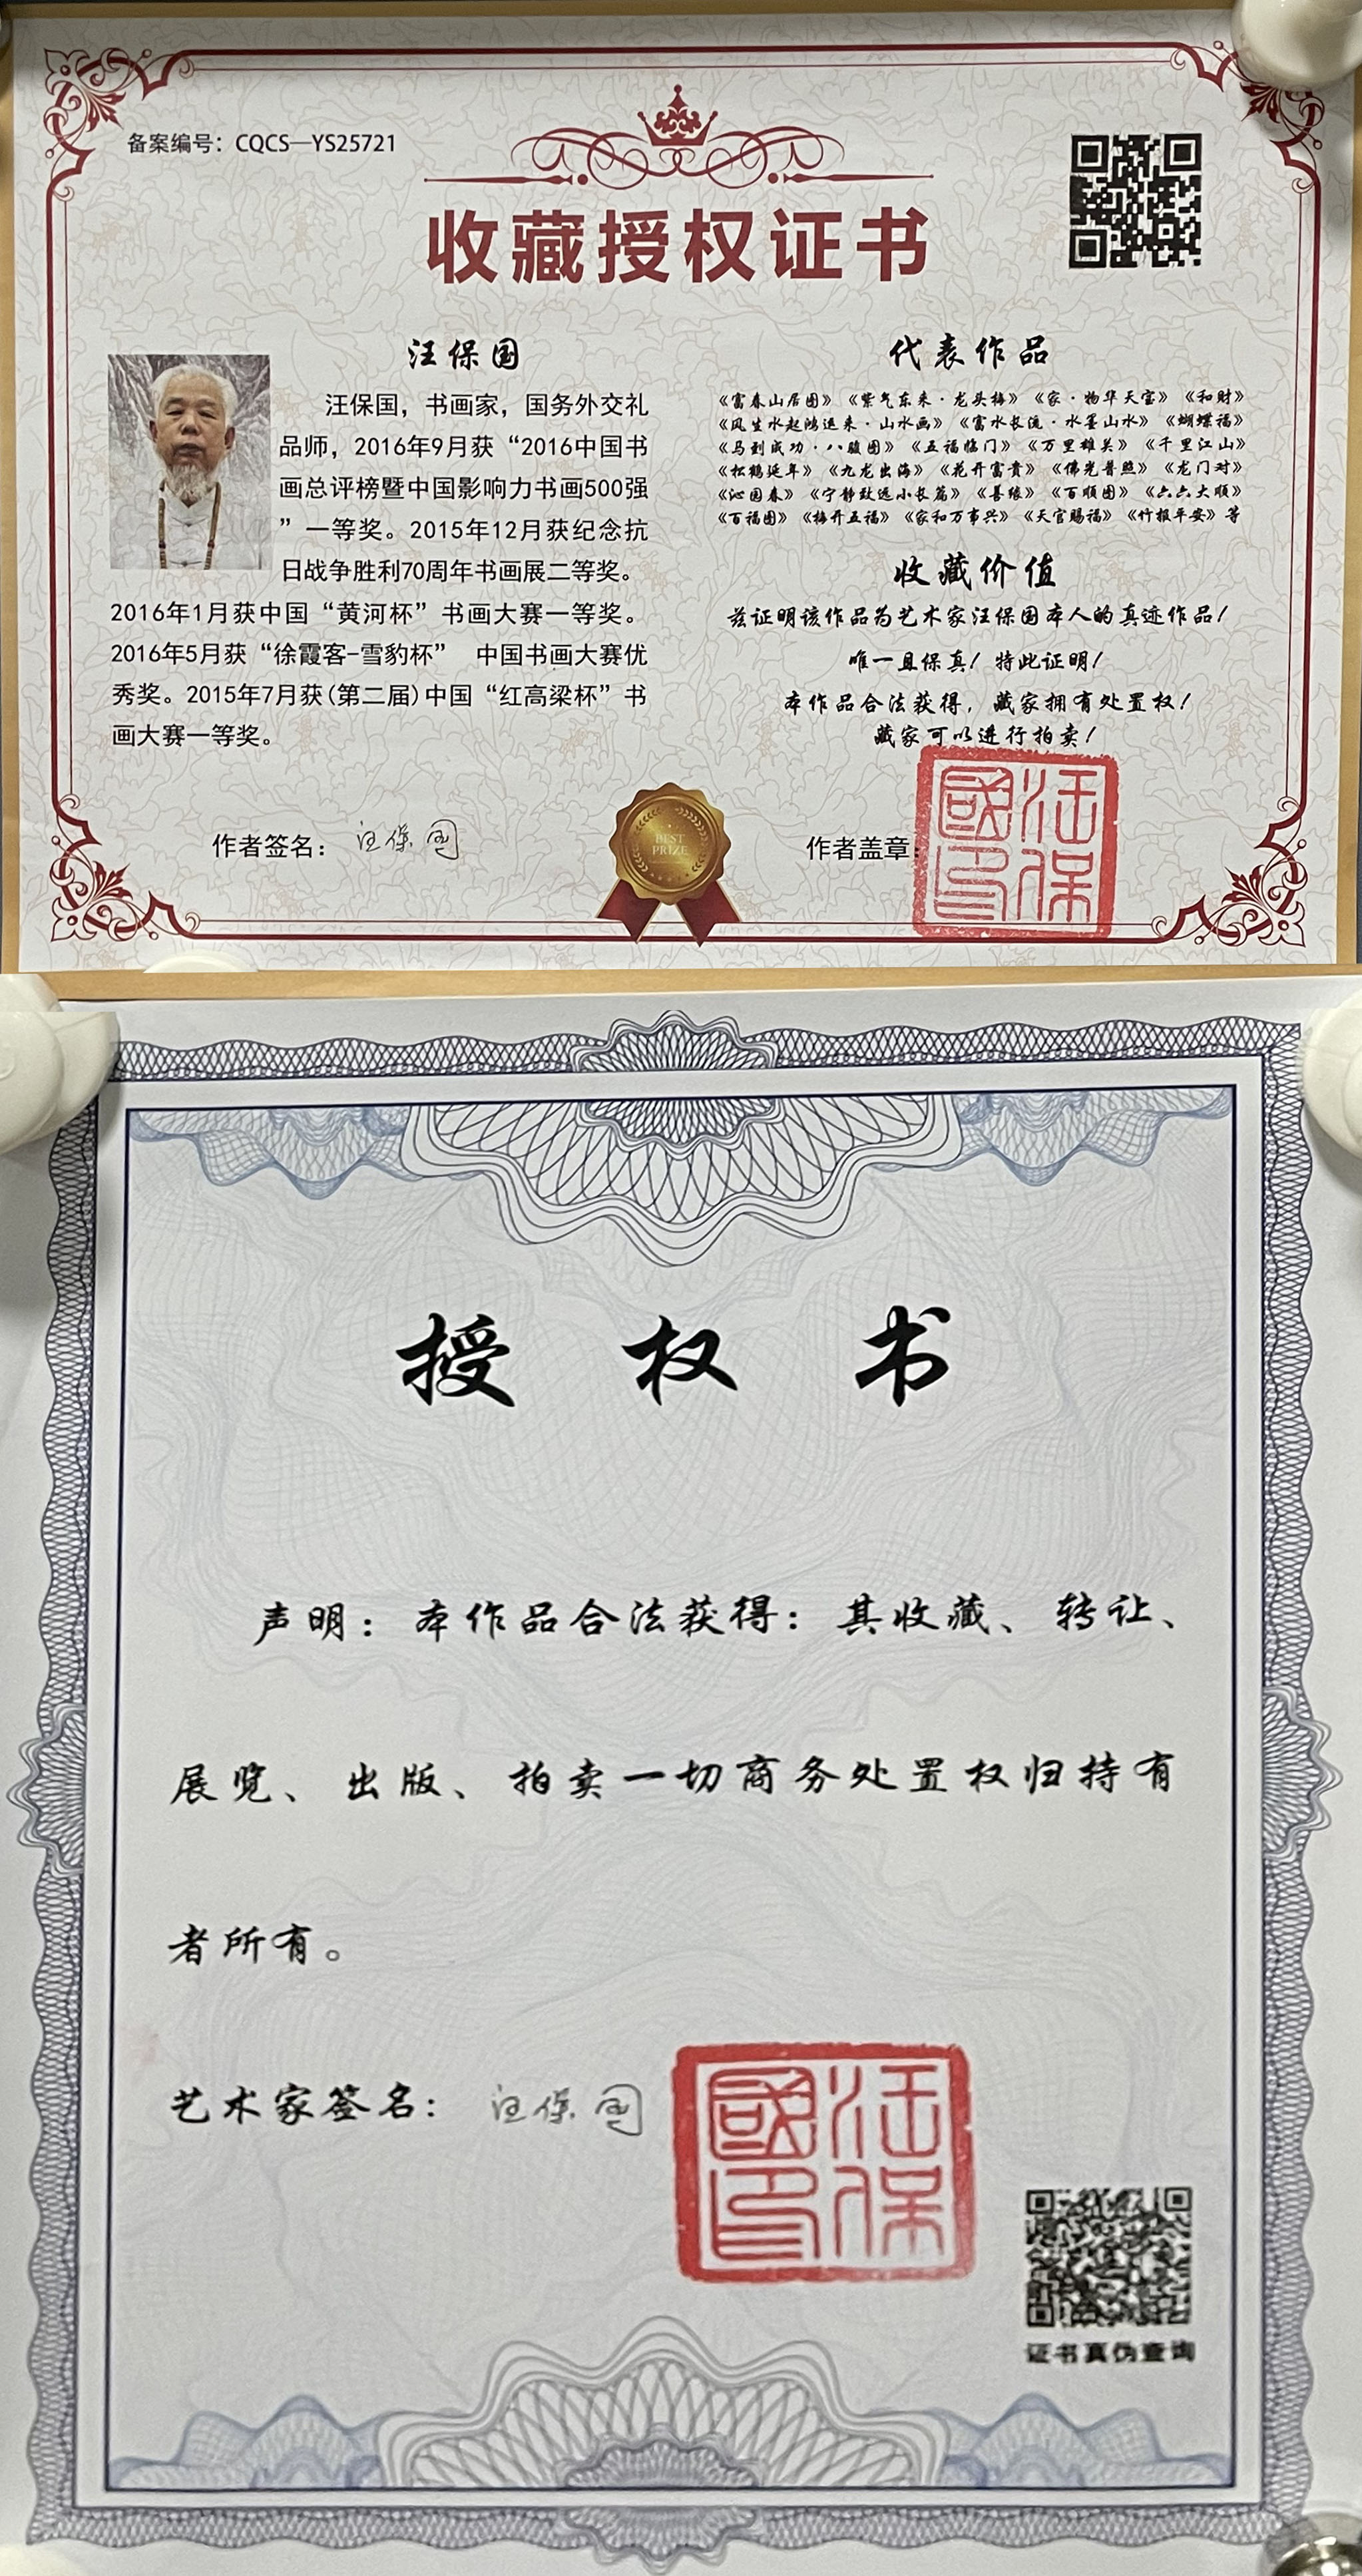 备案编号：CQCS—YS25721
收藏授权证书
汪保国
汪保国，书画家，国务外交礼
品师，2016年9月获“2016中国书
画总评榜暨中国影响力书画500强
”一等奖。2015年12月获纪念抗
日战争胜利70周年书画展二等奖。
2016年1月获中国“黄河杯”书画大赛一等奖。
2016年5月获“徐霞客-雪豹杯” 中国书画大赛优
秀奖。2015年7月获(第二届)中国“红高粱杯”书
画大赛一等奖。
代表作品
《富春山居图》《紫气东来·龙头梅》《家·物华天宝》《和财》
《风生水起鸿运来·山水画》《富水长流·水墨山水》《蝴蝶福》
《马到成功·八骏图》《五福临门》《万里雄关》《千里江山》
《松鹤延年》《九龙出海》《花开富贵》《佛光普照》《龙门对》
《沁园春》《宁静致远小长篇》《善缘》《百顺图》《六六大顺》
《百福图》《梅开五福》《家和万事兴》《天官赐福》《竹报平安》等
收藏价值
兹证明该作品为艺术家汪保国本人的真迹作品！
唯一且保真！特此证明！
本作品合法获得，藏家拥有处置权！
藏家可以进行拍卖！
作者签名：汪保国
BEST
PRIZE
作者盖章：
汪保國印
授权书
声明：本作品合法获得：其收藏、转让、
展览、出版、拍卖一切商务处置权归持有
者所有。
艺术家签名：汪保国
汪保國印
证书真伪查询